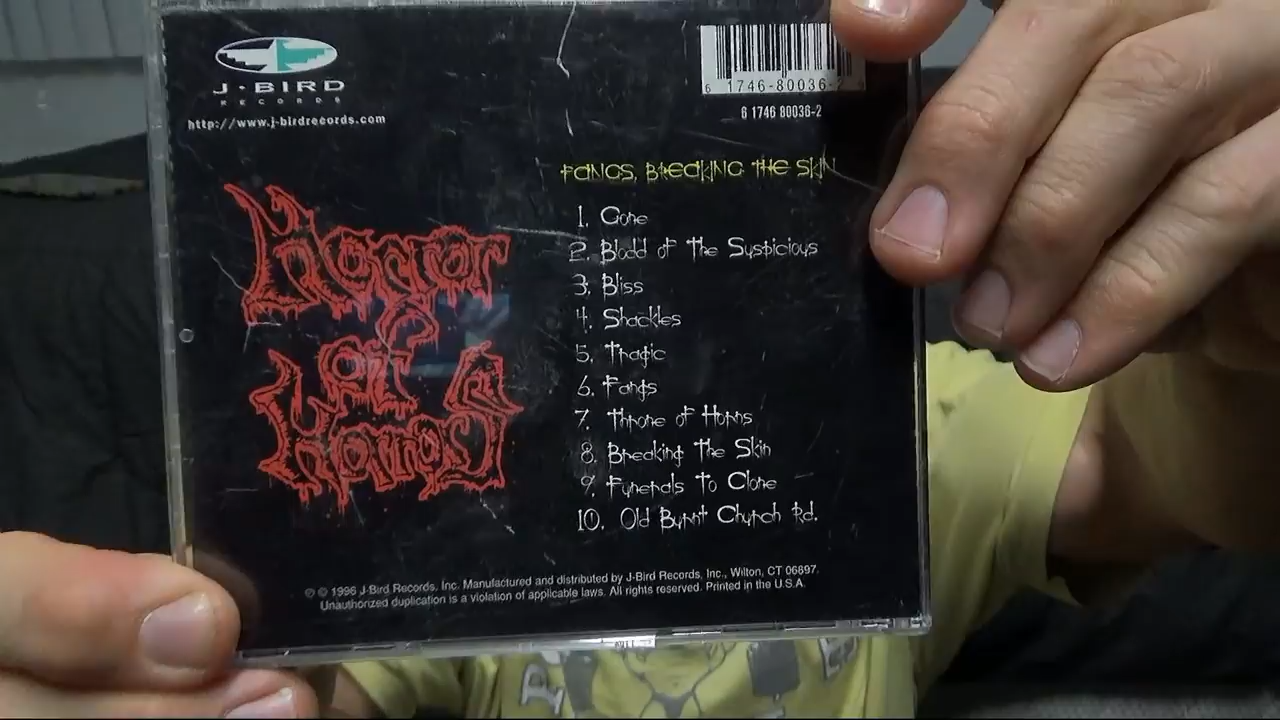 J·BIRD
RECORDS
http://www.j-birdrecords.com
6 1746-80036-2
6 1746 80036-2
Horror
of
Horros
FANGS, BREAKING THE SKIN
1. Gone
2. Blodd of The Suspicious
3. Bliss
4. Shackles
5. Tragic
6. Fangs
7. Throne of Horns
8. Breaking The Skin
9. Funerals To Clone
10. Old Burnt Church Rd.
℗ © 1996 J-Bird Records, Inc. Manufactured and distributed by J-Bird Records, Inc., Wilton, CT 06897.
Unauthorized duplication is a violation of applicable laws. All rights reserved. Printed in the U.S.A.